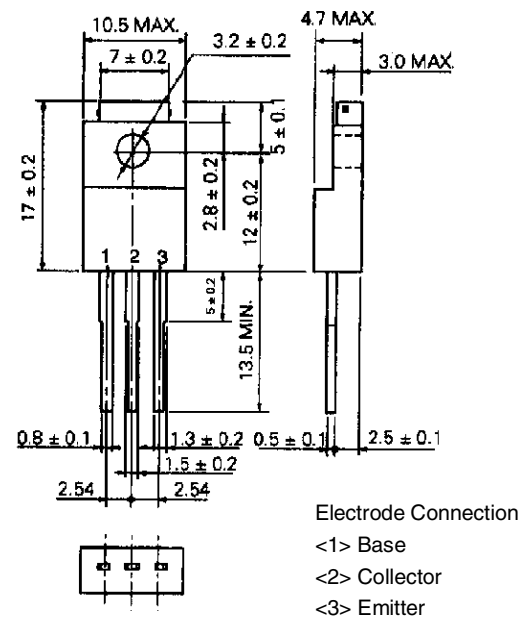 10.5 MAX.
4.7 MAX.
3.2 ± 0.2
7 ± 0.2
3.0 MAX.
17 ± 0.2
5 ± 0.1
2.8 ± 0.2
12 ± 0.2
1 2 3
5 ± 0.2
13.5 MIN.
0.8 ± 0.1
1.3 ± 0.2
0.5 ± 0.1
2.5 ± 0.1
1.5 ± 0.2
2.54
2.54
Electrode Connection
<1> Base
<2> Collector
<3> Emitter